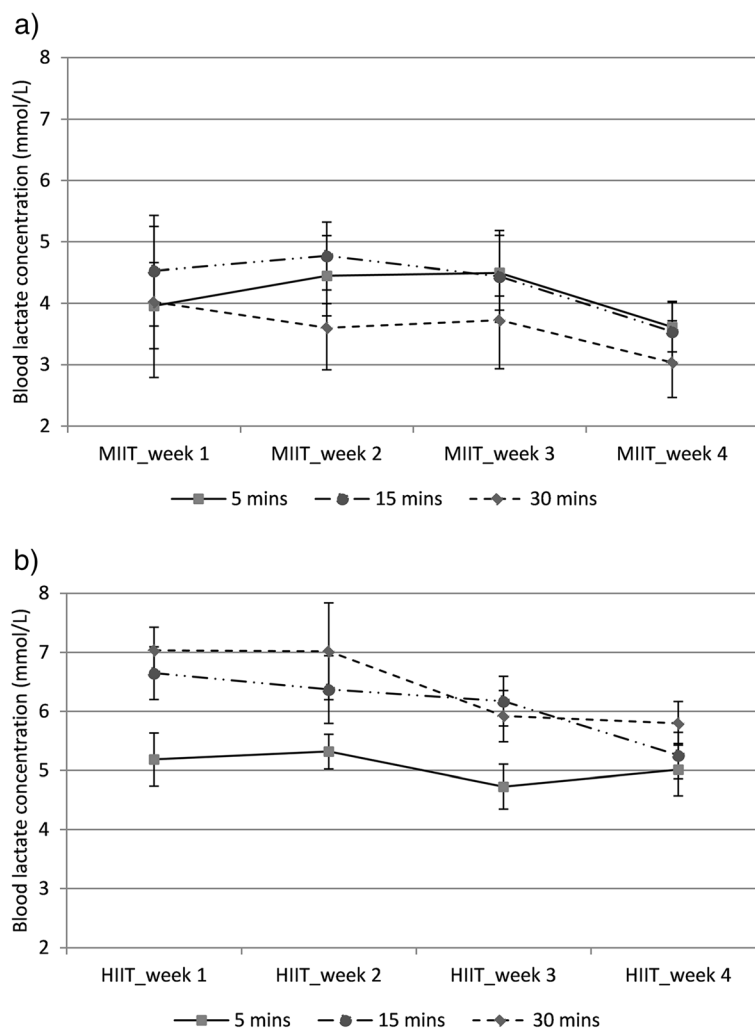 a)
Blood lactate concentration (mmol/L)
8
7
6
5
4
3
2
MIIT_week 1 MIIT_week 2 MIIT_week 3 MIIT_week 4
5 mins 15 mins 30 mins
b)
Blood lactate concentration (mmol/L)
8
7
6
5
4
3
2
HIIT_week 1 HIIT_week 2 HIIT_week 3 HIIT_week 4
5 mins 15 mins 30 mins